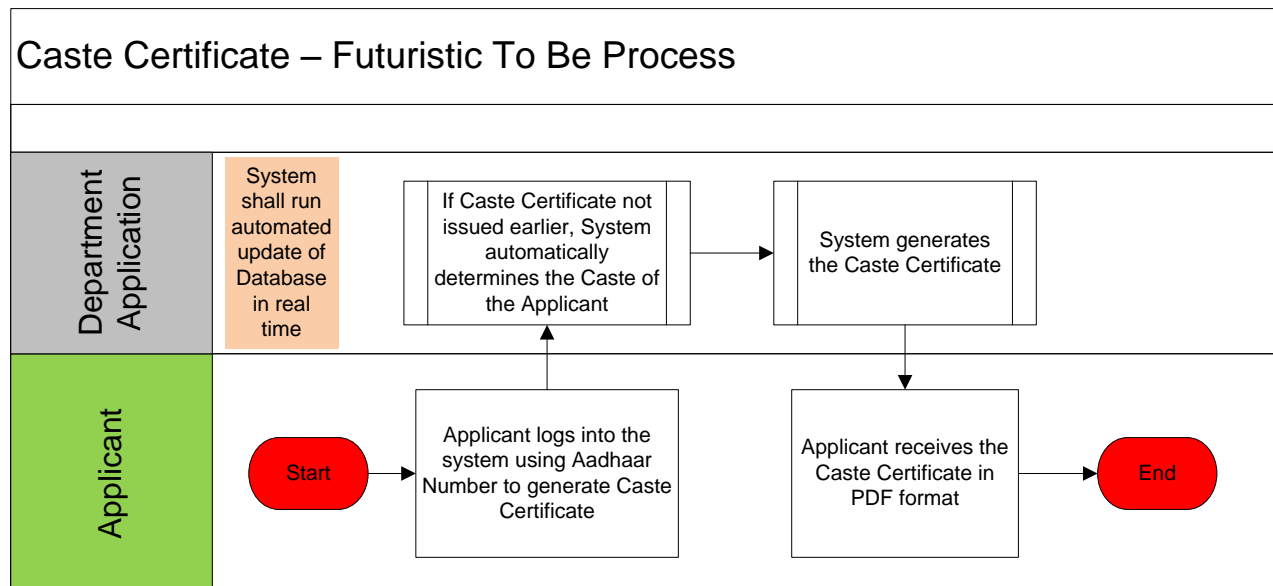 Caste Certificate – Futuristic To Be Process
Department
Application
System
shall run
automated
update of
Database
in real
time
If Caste Certificate not
issued earlier, System
automatically
determines the Caste of
the Applicant
System generates
the Caste Certificate
Applicant
Start
Applicant logs into the
system using Aadhaar
Number to generate Caste
Certificate
Applicant receives the
Caste Certificate in
PDF format
End